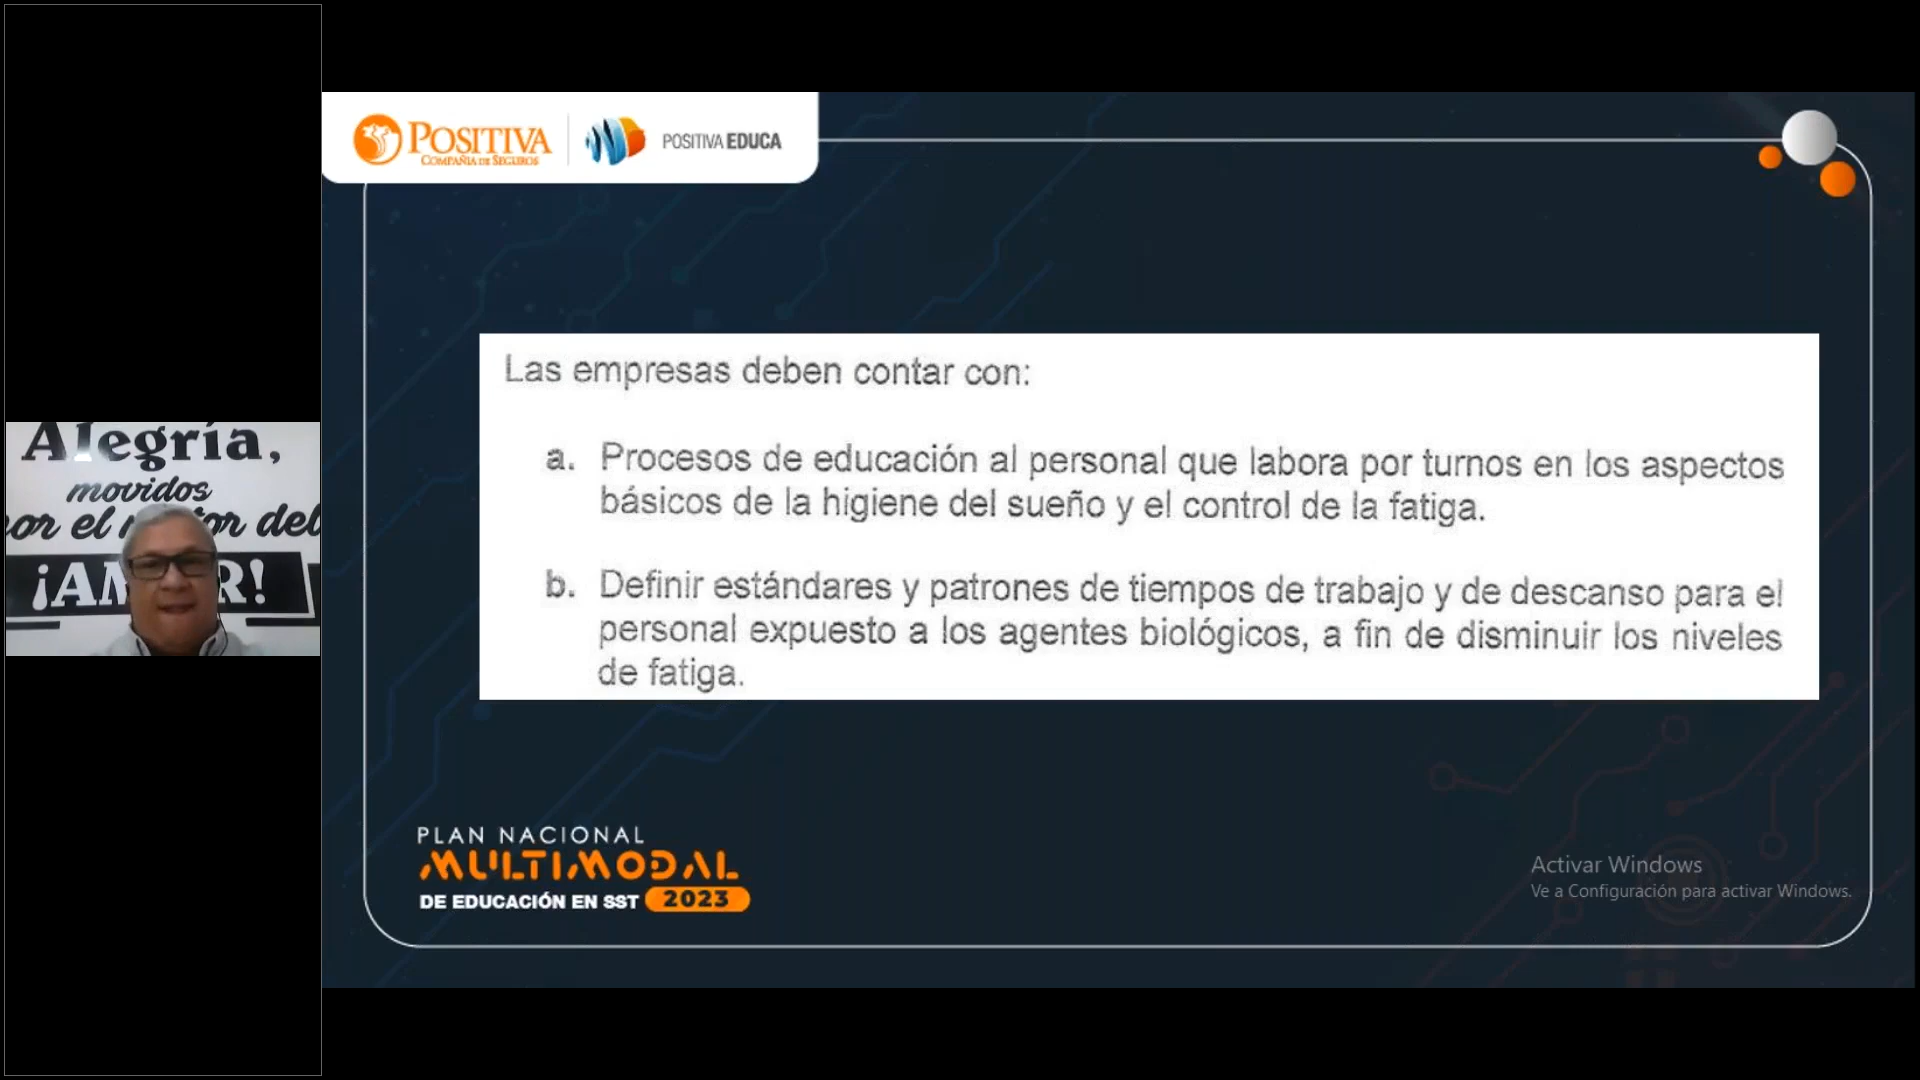 POSITIVA
COMPAÑÍA DE SEGUROS
POSITIVA EDUCA
Las empresas deben contar con:
a. Procesos de educación al personal que labora por turnos en los aspectos
básicos de la higiene del sueño y el control de la fatiga.
b. Definir estándares y patrones de tiempos de trabajo y de descanso para el
personal expuesto a los agentes biológicos, a fin de disminuir los niveles
de fatiga.
Alegría,
movidos
por el del
¡AM R!
PLAN NACIONAL
MULTIMODAL
DE EDUCACIÓN EN SST 2023
Activar Windows
Ve a Configuración para activar Windows.